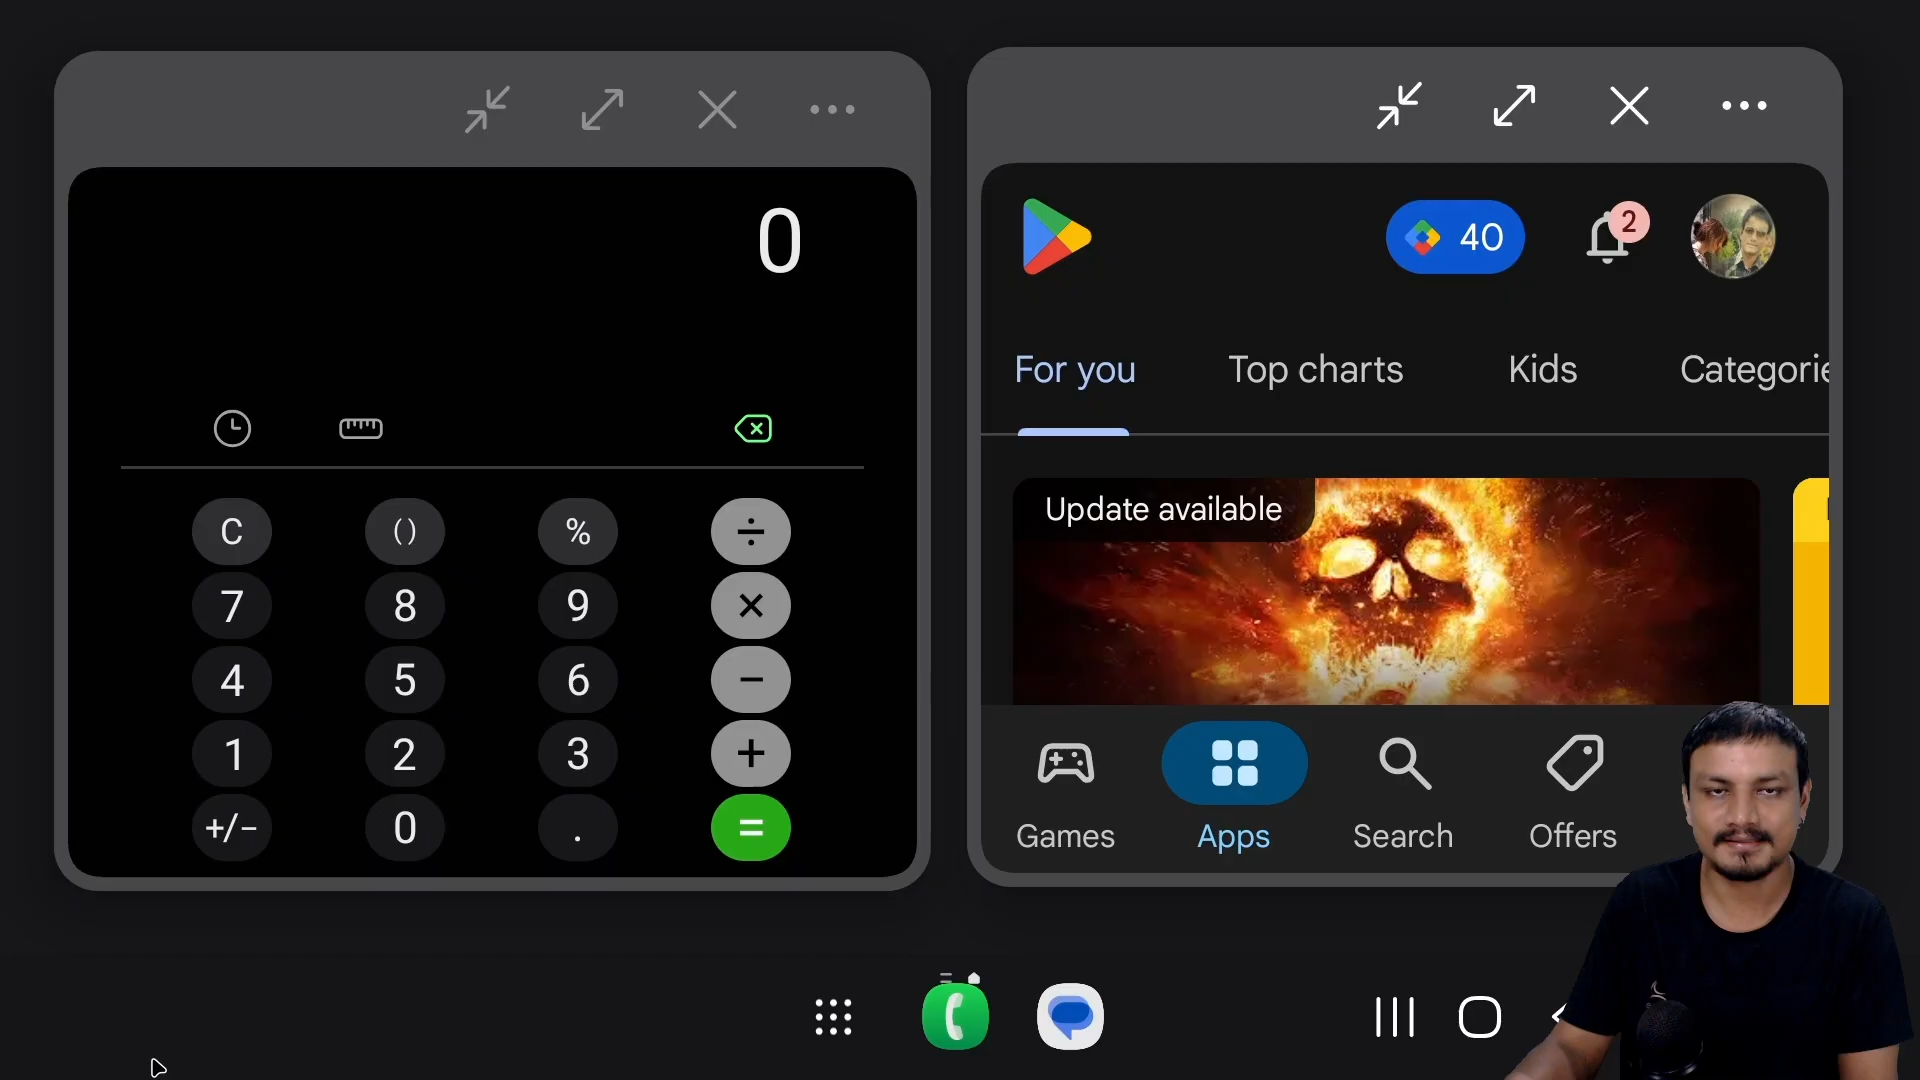 0
C
()
%
÷
7
8
9
×
4
5
6
−
1
2
3
+
+/−
0
.
=
40
2
For you
Top charts
Kids
Categorie
Update available
Games
Apps
Search
Offers